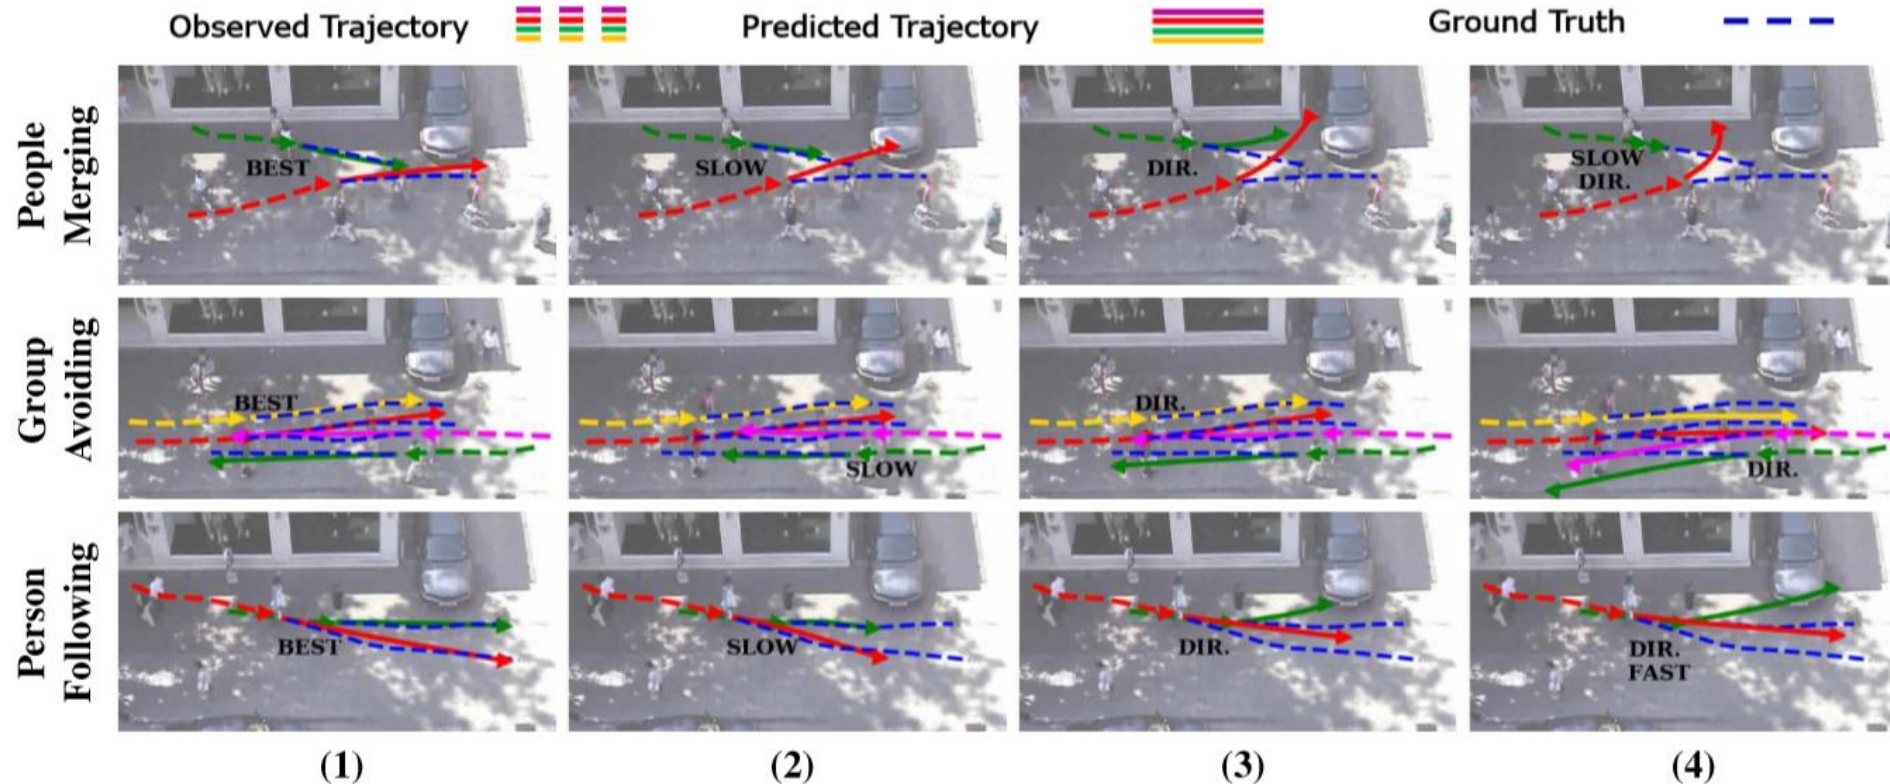 Observed Trajectory
Predicted Trajectory
Ground Truth
People
Merging
BEST
SLOW
DIR.
SLOW
DIR.
Group
Avoiding
BEST
SLOW
DIR.
DIR.
Person
Following
BEST
SLOW
DIR.
DIR.
FAST
(1)
(2)
(3)
(4)